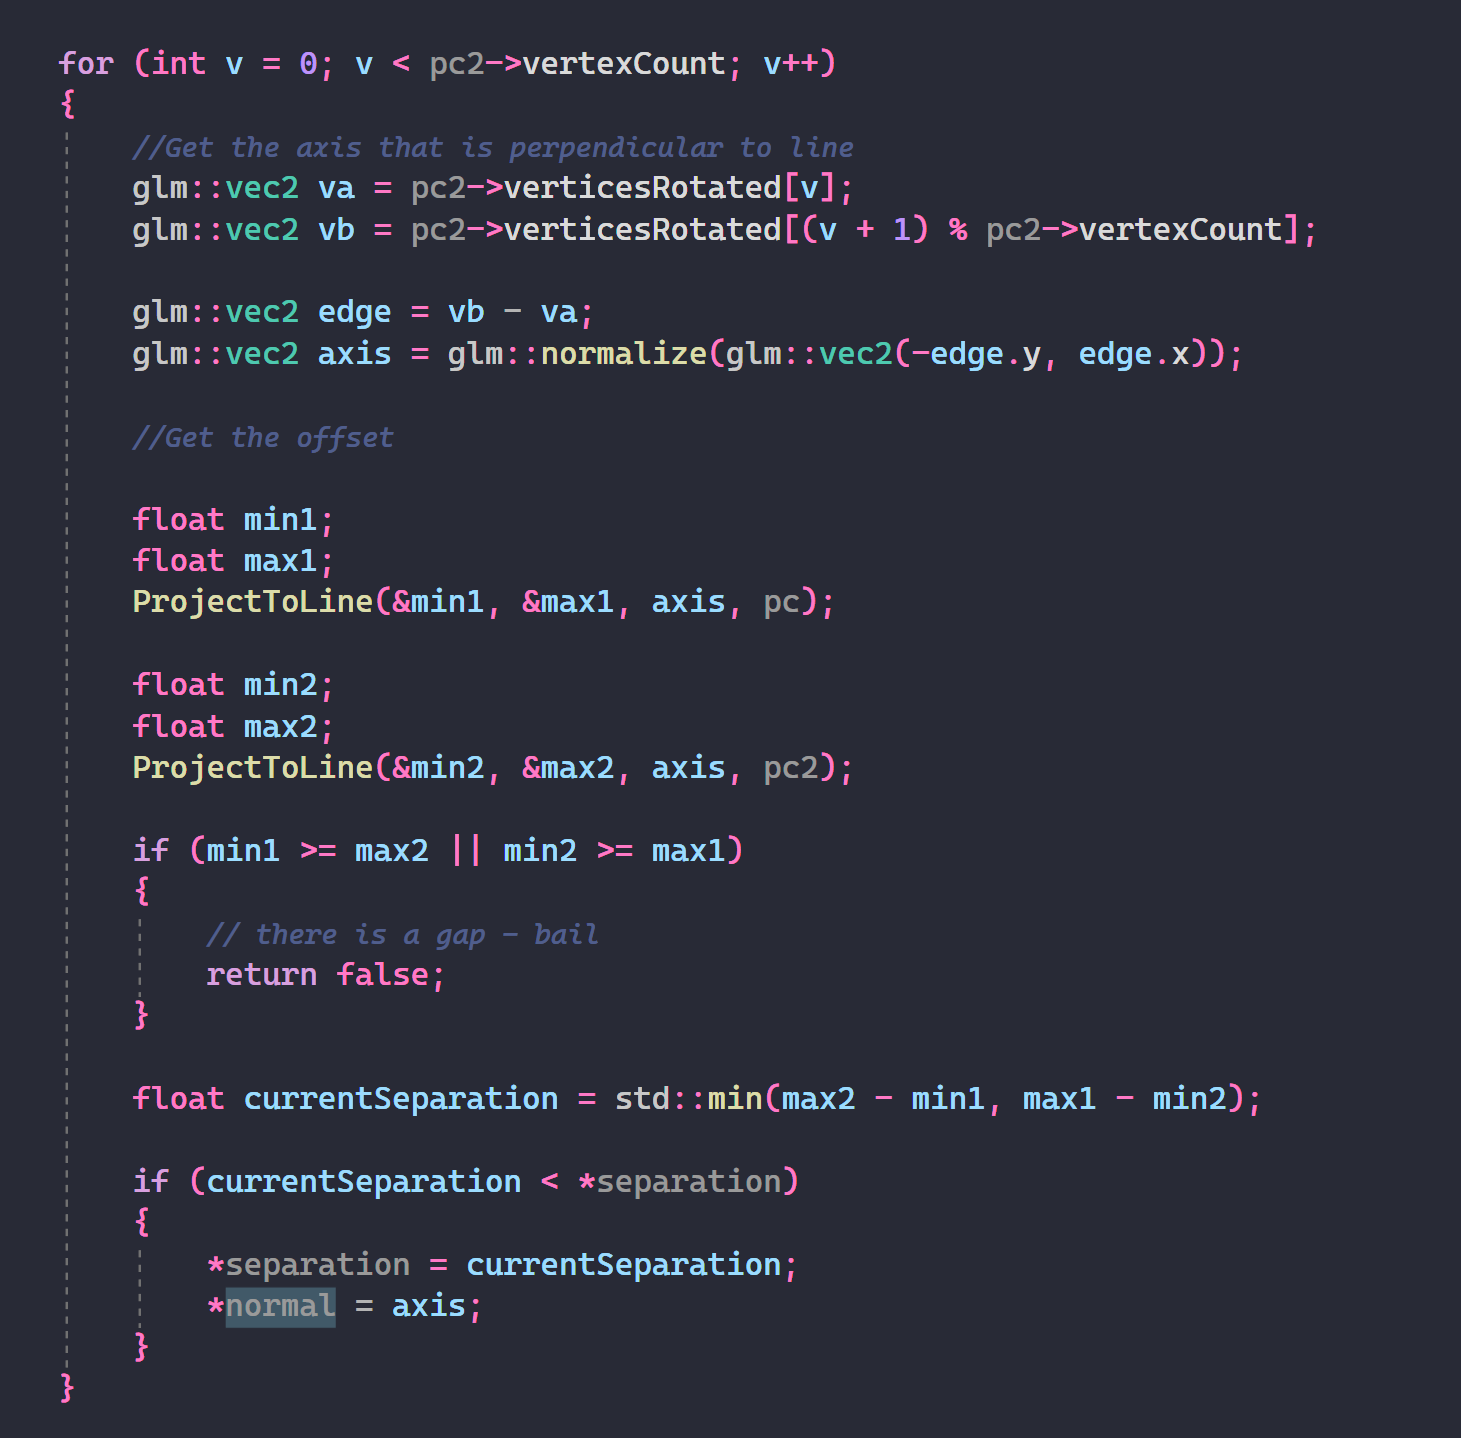 for (int v = 0; v < pc2->vertexCount; v++)
{
    //Get the axis that is perpendicular to line
    glm::vec2 va = pc2->verticesRotated[v];
    glm::vec2 vb = pc2->verticesRotated[(v + 1) % pc2->vertexCount];

    glm::vec2 edge = vb - va;
    glm::vec2 axis = glm::normalize(glm::vec2(-edge.y, edge.x));

    //Get the offset

    float min1;
    float max1;
    ProjectToLine(&min1, &max1, axis, pc);

    float min2;
    float max2;
    ProjectToLine(&min2, &max2, axis, pc2);

    if (min1 >= max2 || min2 >= max1)
    {
        // there is a gap - bail
        return false;
    }

    float currentSeparation = std::min(max2 - min1, max1 - min2);

    if (currentSeparation < *separation)
    {
        *separation = currentSeparation;
        *normal = axis;
    }
}